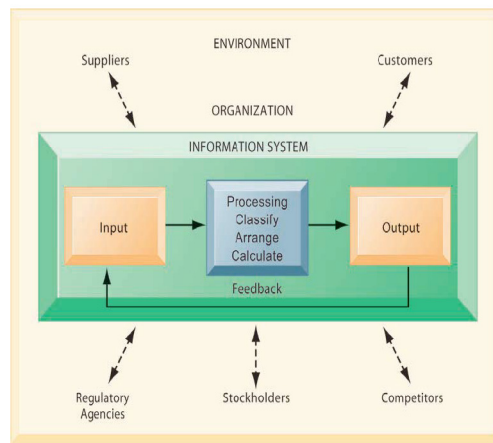 ENVIRONMENT
Suppliers
Customers
ORGANIZATION
INFORMATION SYSTEM
Input
Processing
Classify
Arrange
Calculate
Output
Feedback
Regulatory
Agencies
Stockholders
Competitors